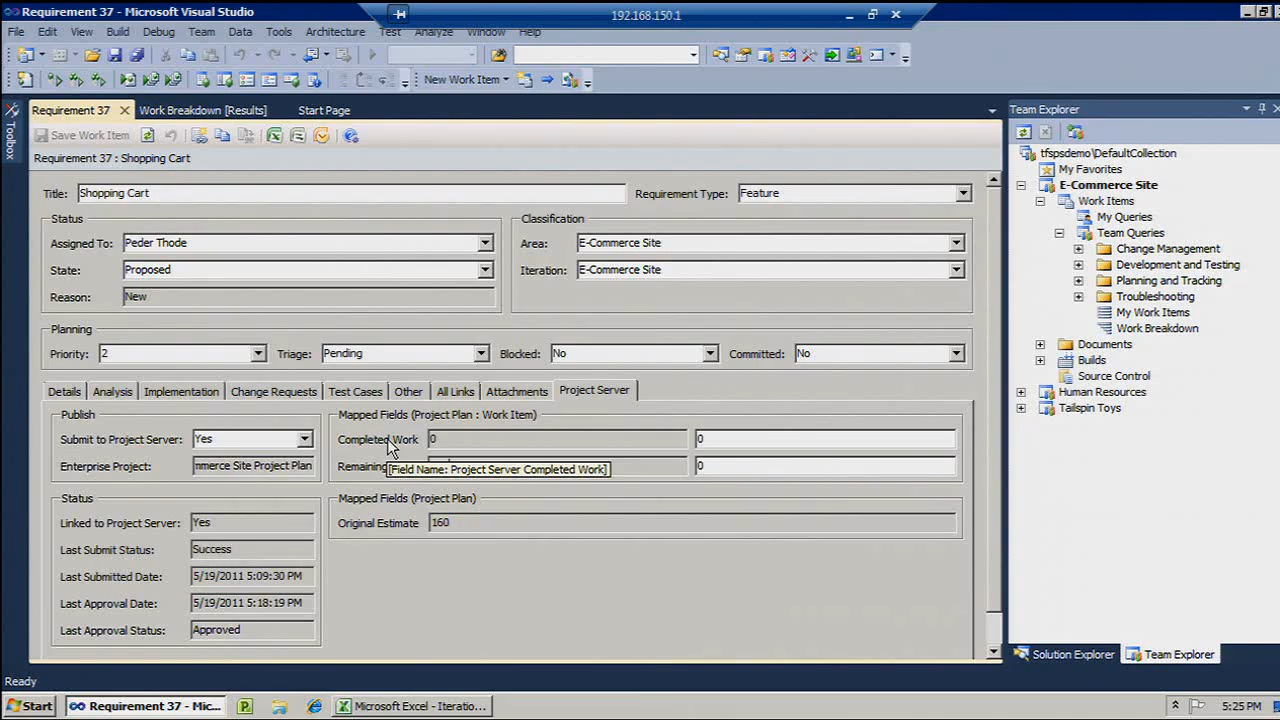 Requirement 37 - Microsoft Visual Studio
192.168.150.1
File Edit View Build Debug Team Data Tools Architecture Test Analyze Window Help
New Work Item
Requirement 37 Work Breakdown [Results] Start Page
Save Work Item
Requirement 37 : Shopping Cart
Title: Shopping Cart Requirement Type: Feature
Status Classification
Assigned To: Peder Thode Area: E-Commerce Site
State: Proposed Iteration: E-Commerce Site
Reason: New
Planning
Priority: 2 Triage: Pending Blocked: No Committed: No
Details Analysis Implementation Change Requests Test Cases Other All Links Attachments Project Server
Publish Mapped Fields (Project Plan : Work Item)
Submit to Project Server: Yes Completed Work 0 0
Enterprise Project: mmerce Site Project Plan Remaining 0
[Field Name: Project Server Completed Work]
Status Mapped Fields (Project Plan)
Linked to Project Server: Yes Original Estimate 160
Last Submit Status: Success
Last Submitted Date: 5/19/2011 5:09:30 PM
Last Approval Date: 5/19/2011 5:18:19 PM
Last Approval Status: Approved
Toolbox
Team Explorer
tfspsdemo\DefaultCollection
My Favorites
E-Commerce Site
Work Items
My Queries
Team Queries
Change Management
Development and Testing
Planning and Tracking
Troubleshooting
My Work Items
Work Breakdown
Documents
Builds
Source Control
Human Resources
Tailspin Toys
Solution Explorer Team Explorer
Ready
Start Requirement 37 - Mic... Microsoft Excel - Iteratio... 5:25 PM